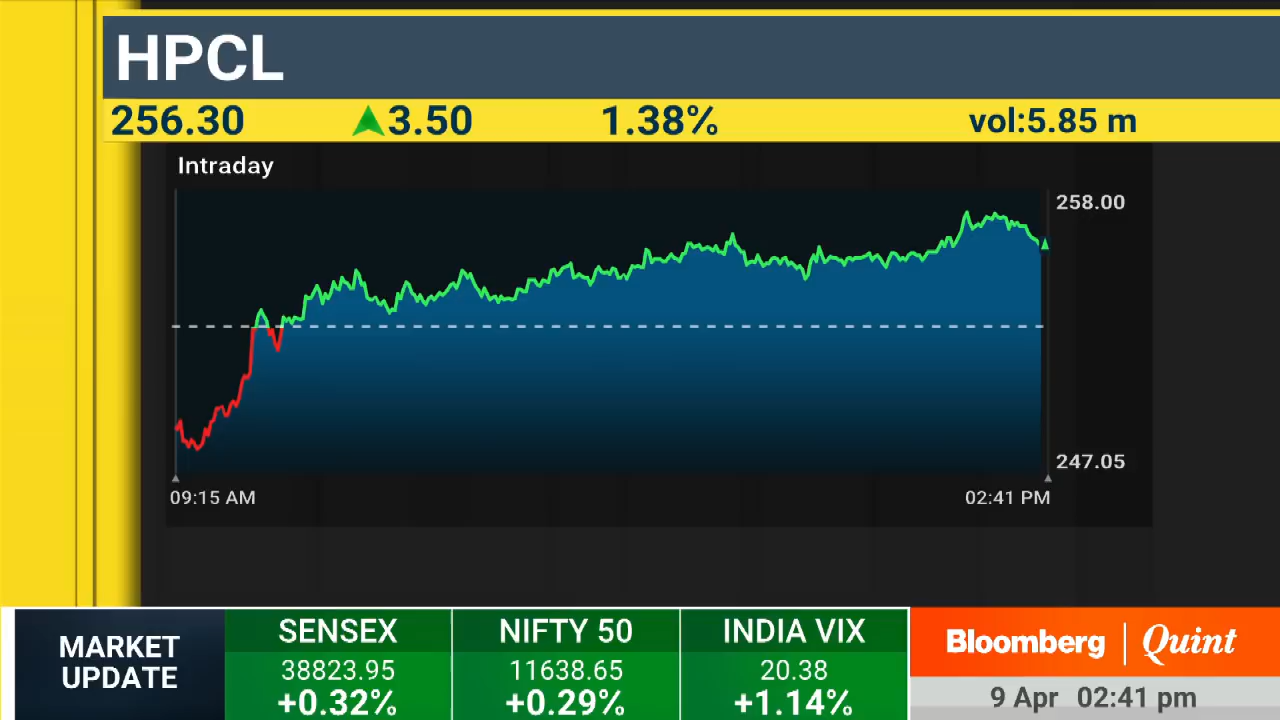 HPCL
256.30 3.50 1.38% vol:5.85 m
Intraday
258.00
247.05
09:15 AM 02:41 PM
MARKET UPDATE
SENSEX
38823.95
+0.32%
NIFTY 50
11638.65
+0.29%
INDIA VIX
20.38
+1.14%
Bloomberg | Quint
9 Apr 02:41 pm